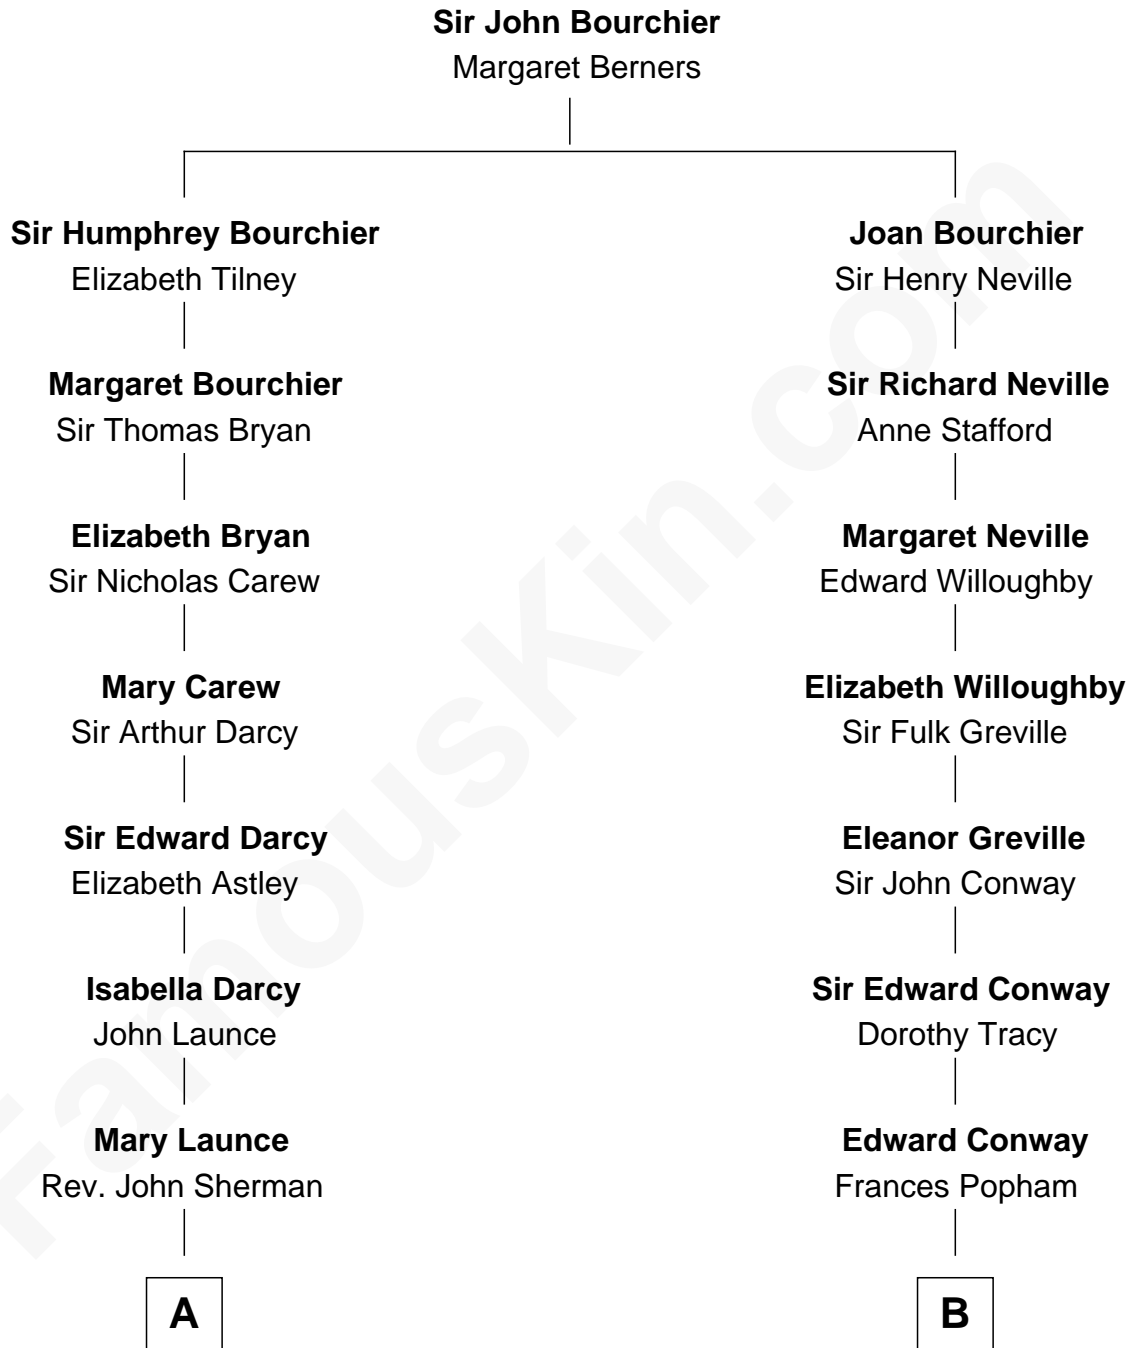 Sir John Bourchier
Margaret Berners
Sir Humphrey Bourchier
Elizabeth Tilney
Joan Bourchier
Sir Henry Neville
Margaret Bourchier
Sir Thomas Bryan
Sir Richard Neville
Anne Stafford
Elizabeth Bryan
Sir Nicholas Carew
Margaret Neville
Edward Willoughby
Mary Carew
Sir Arthur Darcy
Elizabeth Willoughby
Sir Fulk Greville
Sir Edward Darcy
Elizabeth Astley
Eleanor Greville
Sir John Conway
Isabella Darcy
John Launce
Sir Edward Conway
Dorothy Tracy
Mary Launce
Rev. John Sherman
Edward Conway
Frances Popham
A
B
FamousKin.com